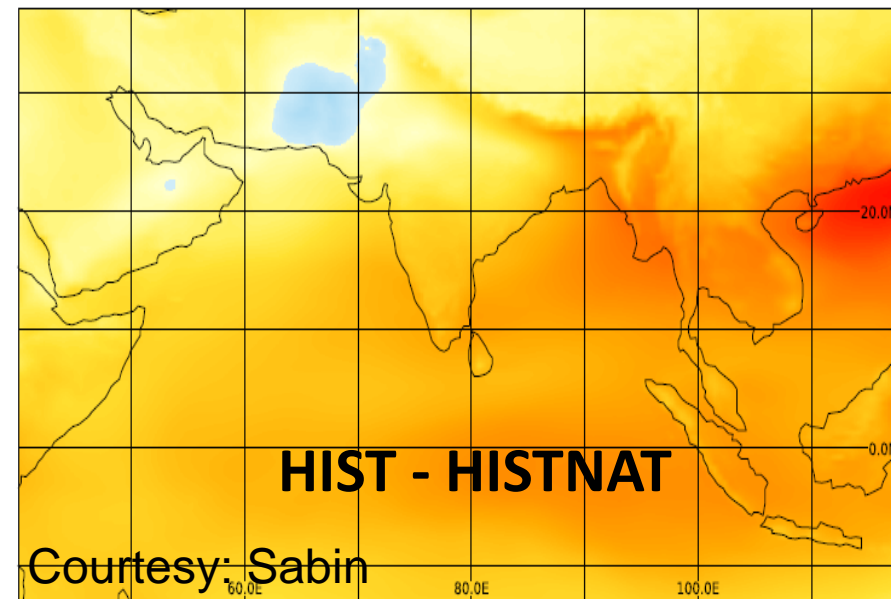 20.0N
0.0N
HIST - HISTNAT
Courtesy: Sabin
60.0E
80.0E
100.0E